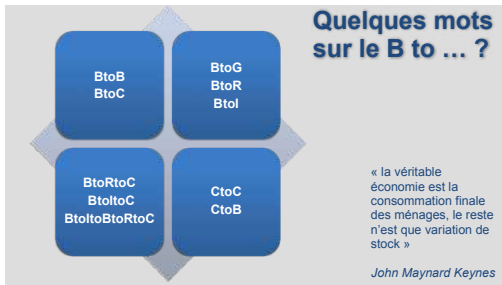 Quelques mots
sur le B to … ?
BtoB
BtoC
BtoG
BtoR
BtoI
BtoRtoC
BtoItoC
BtoItoBtoRtoC
CtoC
CtoB
« la véritable
économie est la
consommation finale
des ménages, le reste
n'est que variation de
stock »
John Maynard Keynes